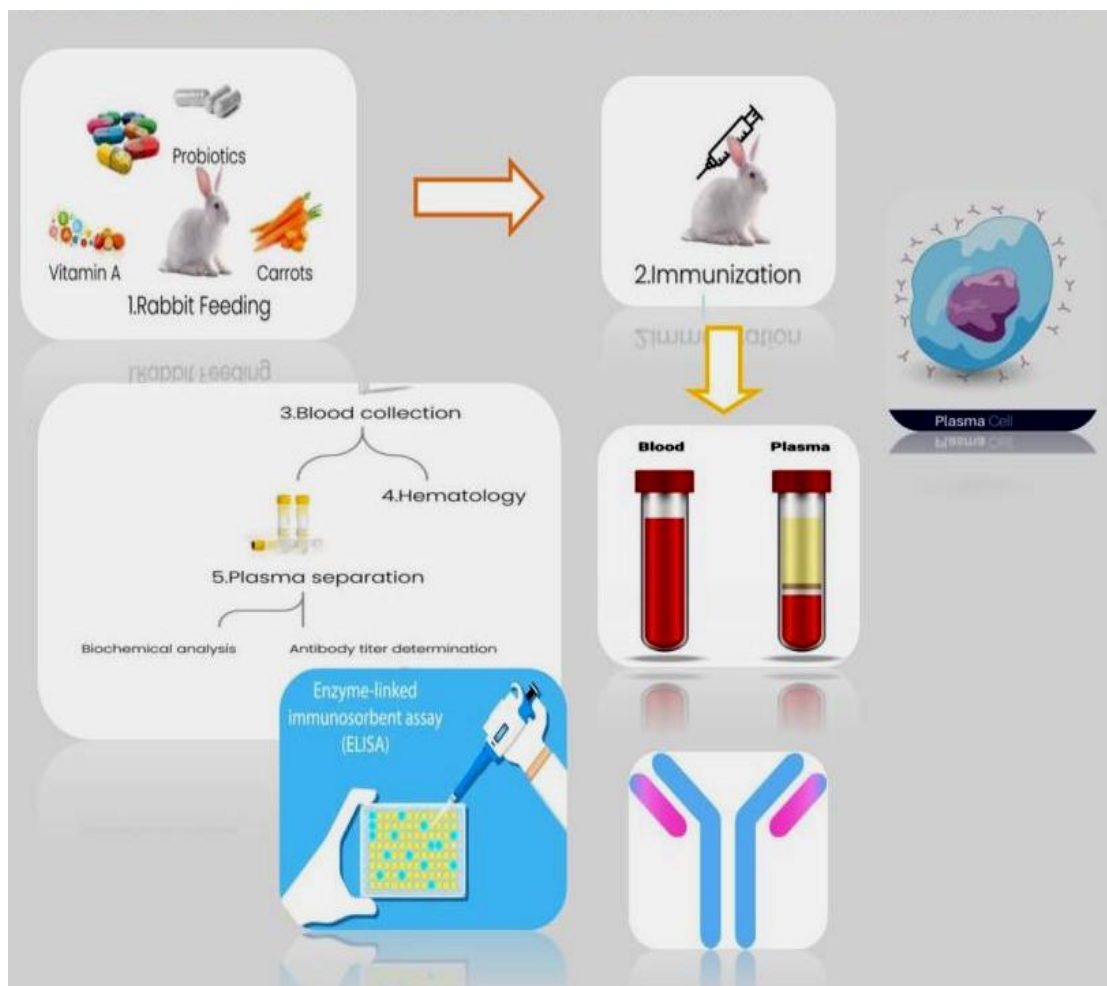 Probiotics
Vitamin A
Carrots
1.Rabbit Feeding
2.Immunization
Plasma Cell
3.Blood collection
4.Hematology
5.Plasma separation
Biochemical analysis
Antibody titer determination
Blood
Plasma
Enzyme-linked
immunosorbent assay
(ELISA)